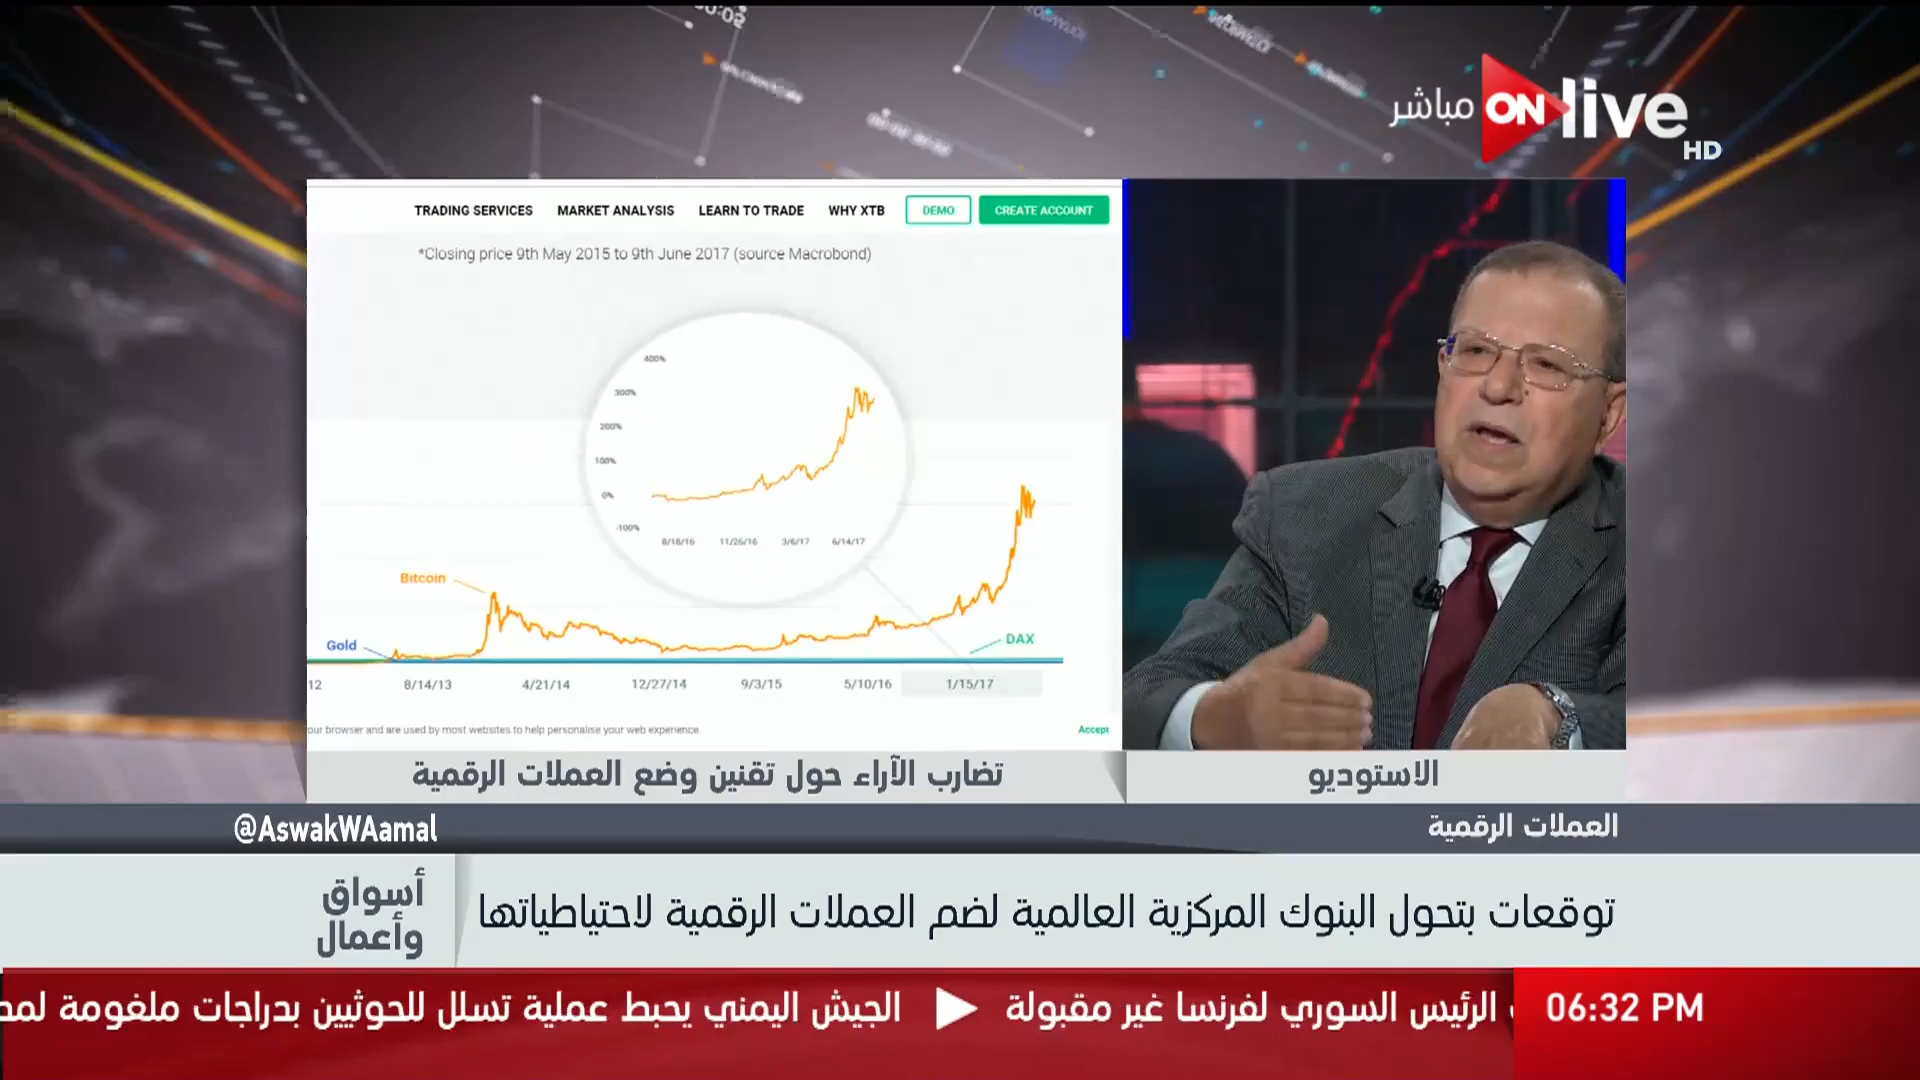 مباشر ON live
HD
TRADING SERVICES MARKET ANALYSIS LEARN TO TRADE WHY XTB DEMO CREATE ACCOUNT
*Closing price 9th May 2015 to 9th June 2017 (source Macrobond)
400%
300%
200%
100%
0%
-100%
8/18/16 11/26/16 3/6/17 6/14/17
Bitcoin
Gold
DAX
12 8/14/13 4/21/14 12/27/14 9/3/15 5/10/16 1/15/17
our browser and are used by most websites to help personalise your web experience.
Accept
الاستوديو
تضارب الآراء حول تقنين وضع العملات الرقمية
العملات الرقمية
@AswakWAamal
توقعات بتحول البنوك المركزية العالمية لضم العملات الرقمية لاحتياطياتها
أسواق
وأعمال
06:32 PM
الرئيس السوري لفرنسا غير مقبولة
الجيش اليمني يحبط عملية تسلل للحوثيين بدراجات ملغومة